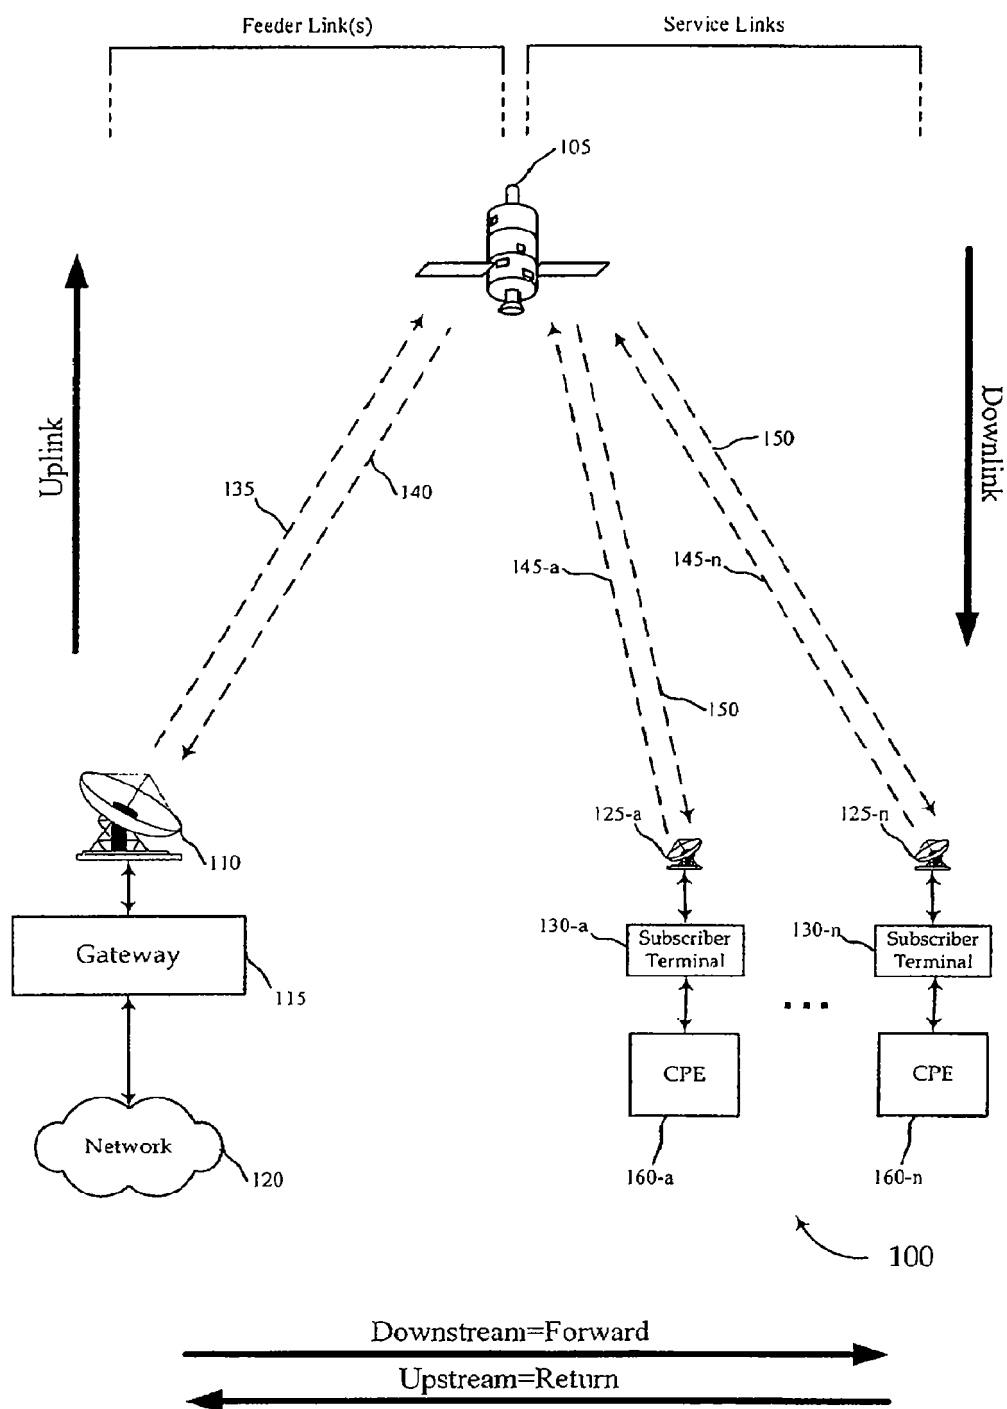 Feeder Link(s)
Service Links
105
Uplink
Downlink
150
135
140
145-a
145-n
150
125-a
125-n
110
130-a
Subscriber
Terminal
130-n
Subscriber
Terminal
Gateway
115
CPE
CPE
Network
120
160-a
160-n
100
Downstream=Forward
Upstream=Return